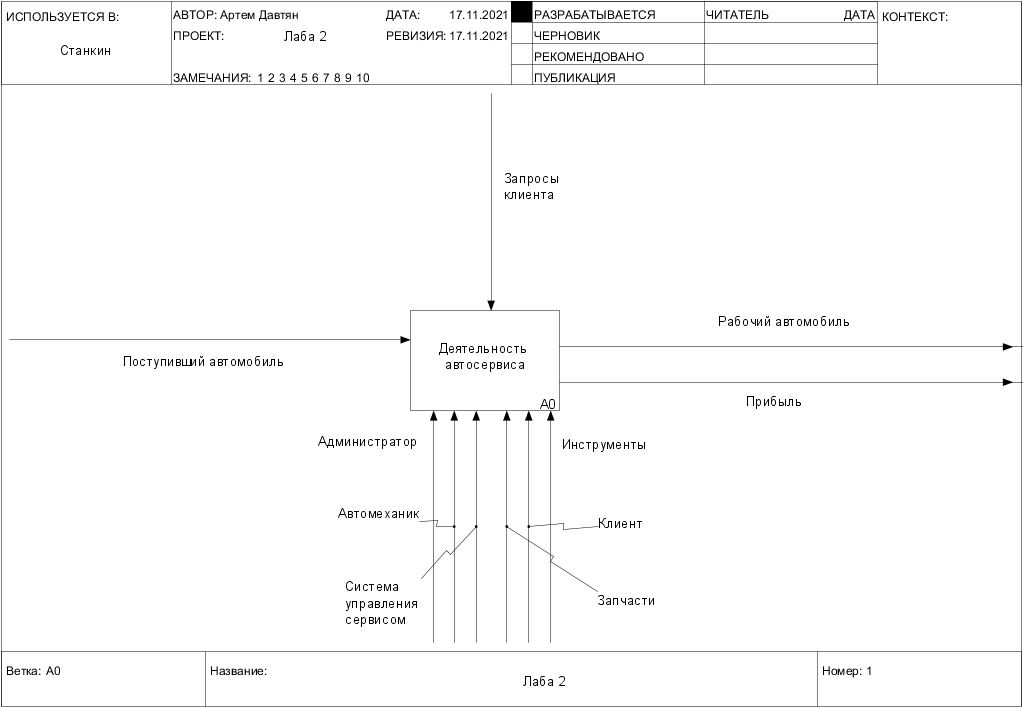 ИСПОЛЬЗУЕТСЯ В:
Станкин
АВТОР: Артем Давтян
ДАТА: 17.11.2021
ПРОЕКТ: Лаба 2
РЕВИЗИЯ: 17.11.2021
ЗАМЕЧАНИЯ: 1 2 3 4 5 6 7 8 9 10
РАЗРАБАТЫВАЕТСЯ
ЧЕРНОВИК
РЕКОМЕНДОВАНО
ПУБЛИКАЦИЯ
ЧИТАТЕЛЬ ДАТА
КОНТЕКСТ:
Запросы
клиента
Рабочий автомобиль
Поступивший автомобиль
Деятельность
автосервиса
A0
Прибыль
Администратор
Инструменты
Автомеханик
Клиент
Система
управления
сервисом
Запчасти
Ветка: A0
Название:
Лаба 2
Номер: 1